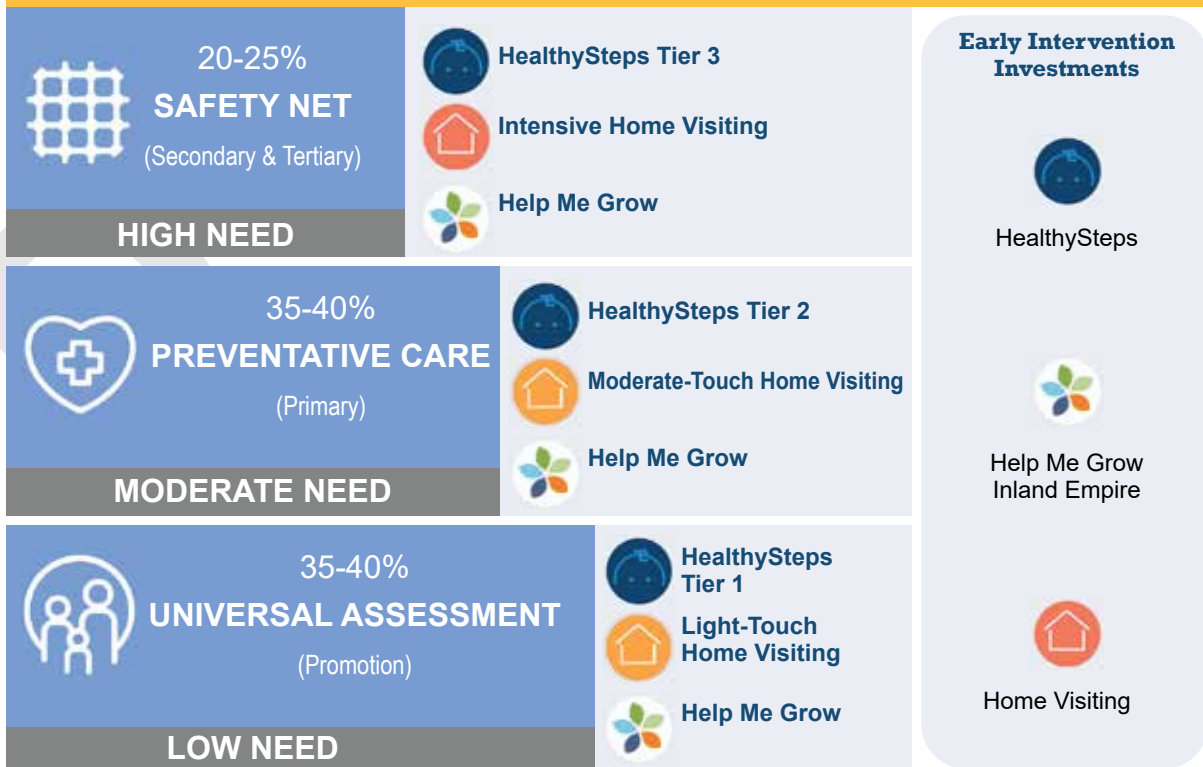 20-25%
SAFETY NET
(Secondary & Tertiary)
HIGH NEED
HealthySteps Tier 3
Intensive Home Visiting
Help Me Grow
35-40%
PREVENTATIVE CARE
(Primary)
MODERATE NEED
HealthySteps Tier 2
Moderate-Touch Home Visiting
Help Me Grow
35-40%
UNIVERSAL ASSESSMENT
(Promotion)
LOW NEED
HealthySteps
Tier 1
Light-Touch
Home Visiting
Help Me Grow
Early Intervention
Investments
HealthySteps
Help Me Grow
Inland Empire
Home Visiting